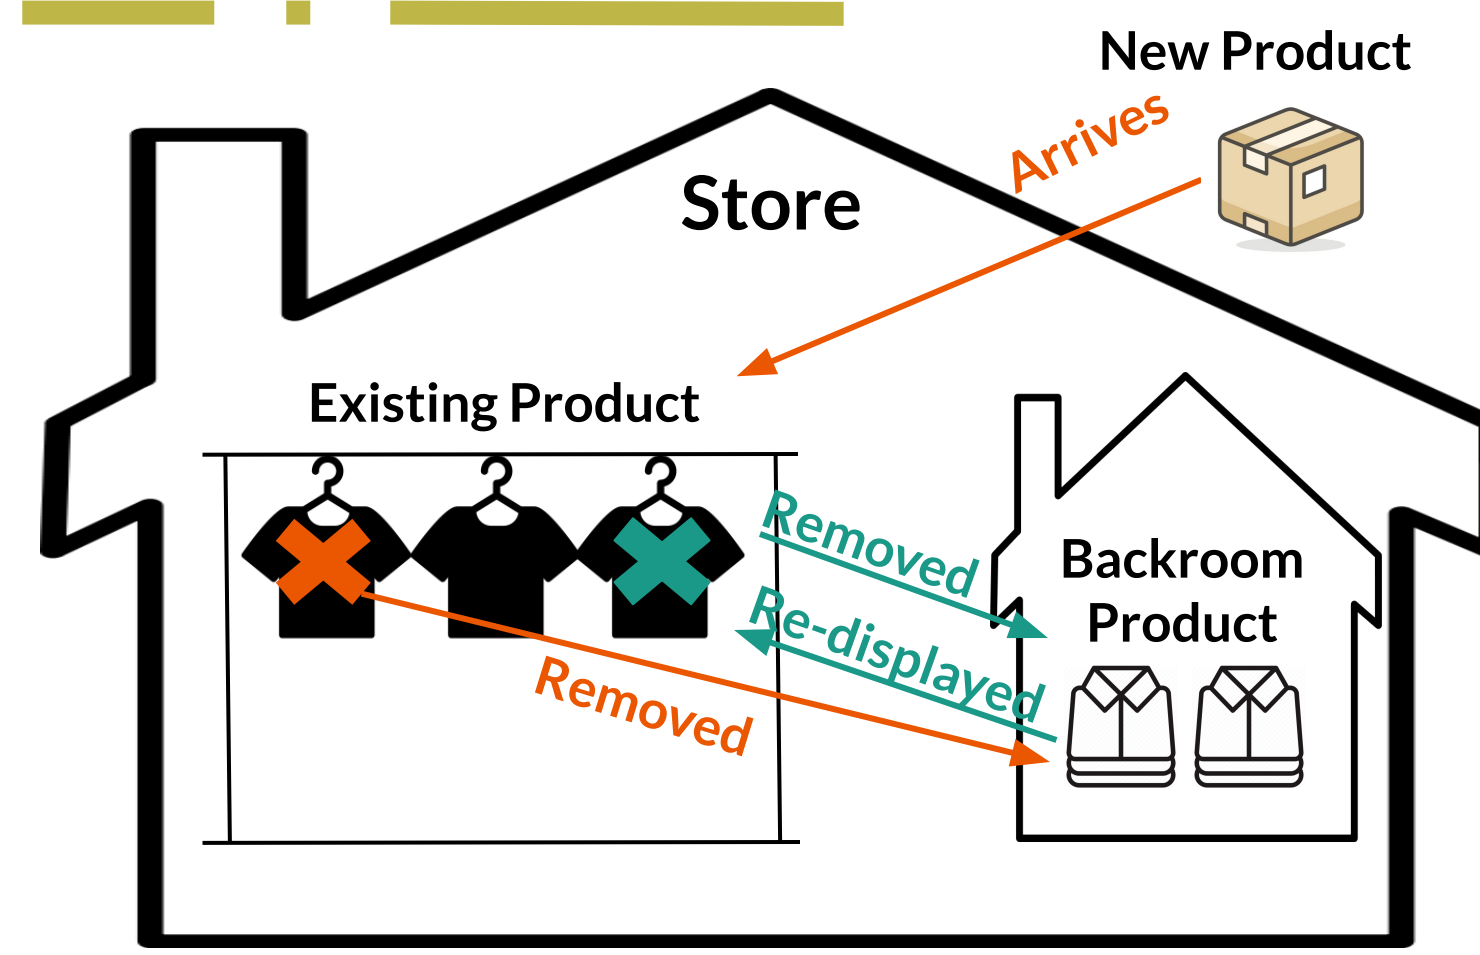 New Product
Arrives
Store
Existing Product
Removed
Re-displayed
Removed
Backroom
Product